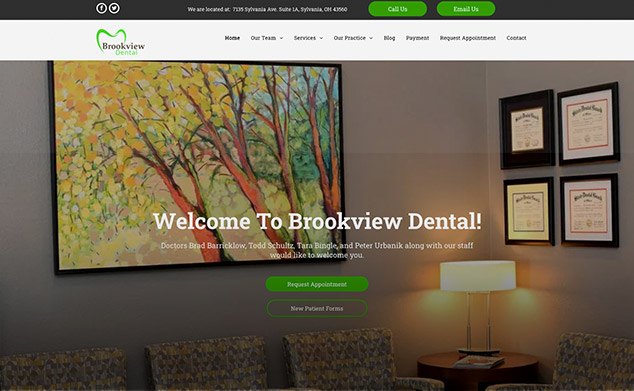 We are located at: 7135 Sylvania Ave. Suite 1A, Sylvania, OH 43560
Call Us
Email Us
Brookview
Dental
Home
Our Team
Services
Our Practice
Blog
Payment
Request Appointment
Contact
Welcome To Brookview Dental!
Doctors Brad Barricklow, Todd Schultz, Tara Bingle, and Peter Urbanik along with our staff
would like to welcome you.
Request Appointment
New Patient Forms